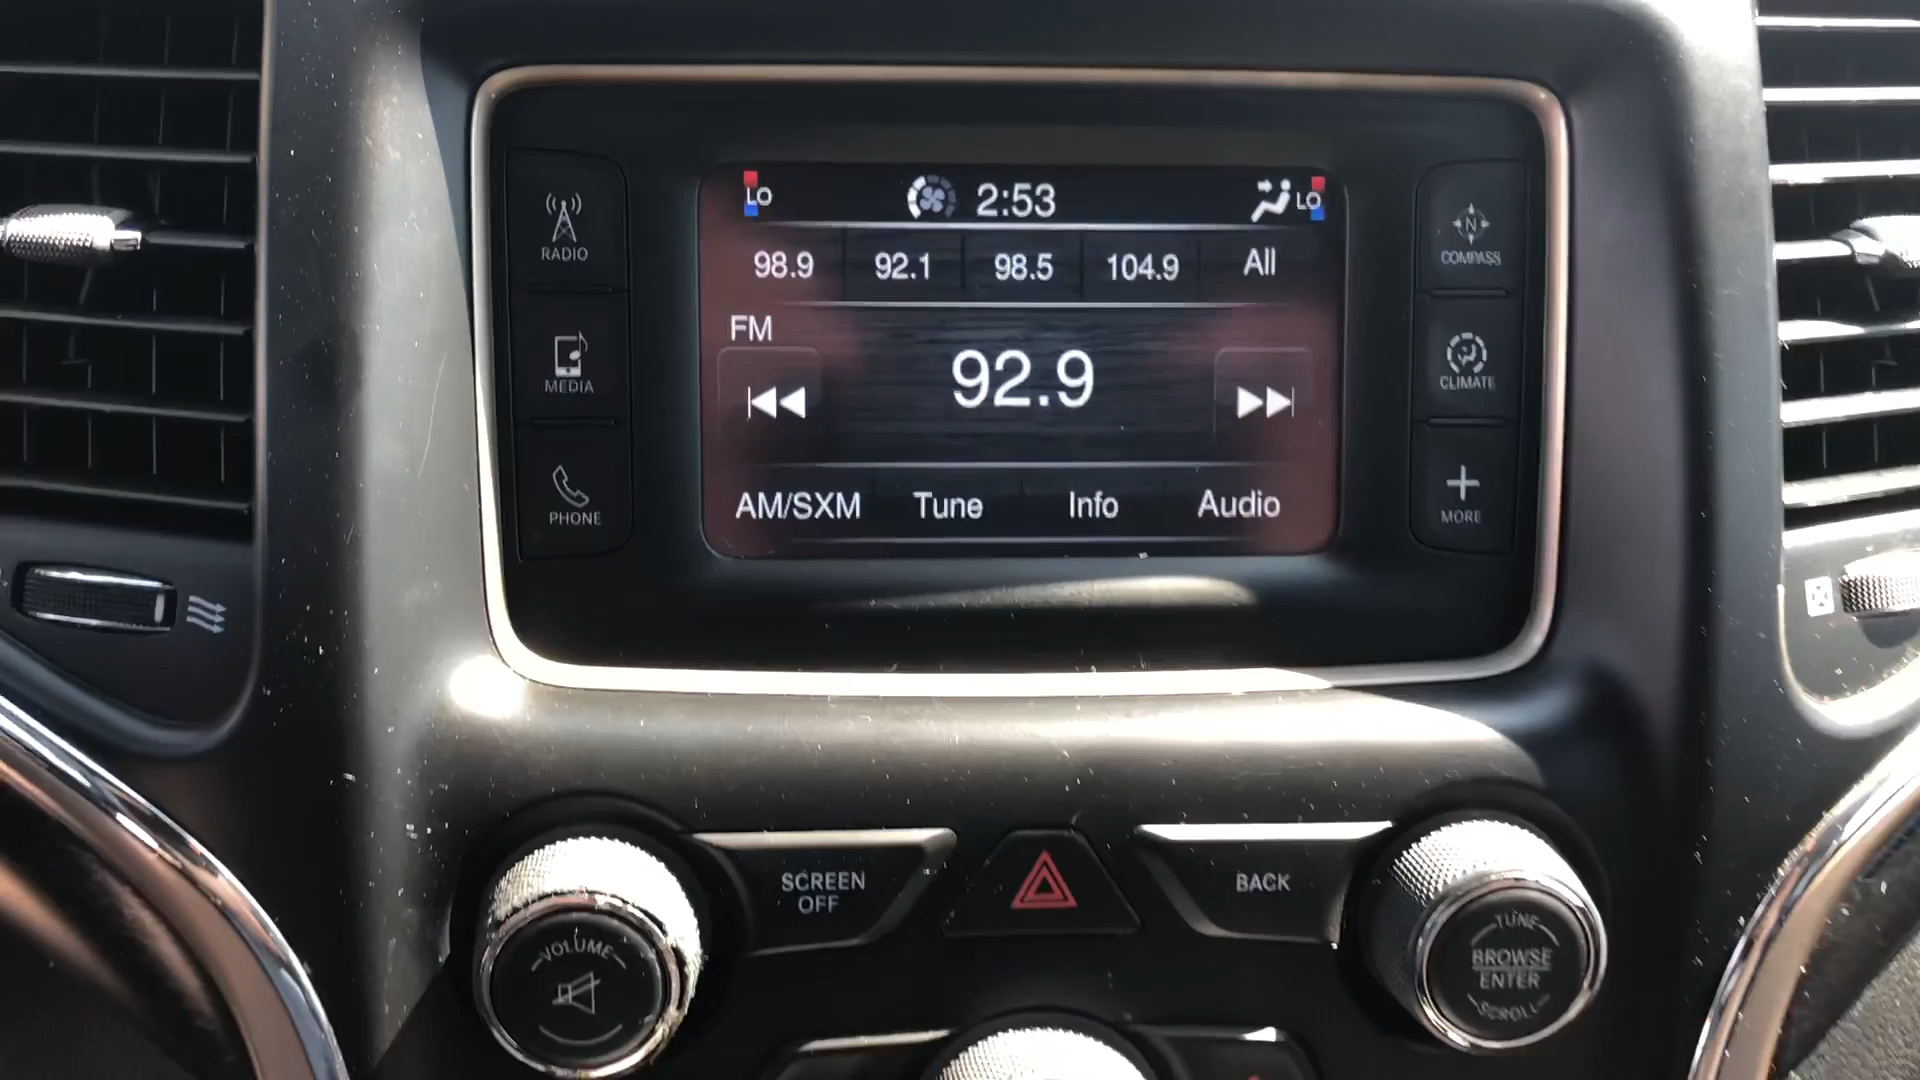 LO 2:53 LO
98.9 92.1 98.5 104.9 All
FM
92.9
AM/SXM Tune Info Audio
RADIO
MEDIA
PHONE
N
COMPASS
CLIMATE
MORE
SCREEN
OFF
BACK
VOLUME
TUNE
BROWSE
ENTER
SCROLL